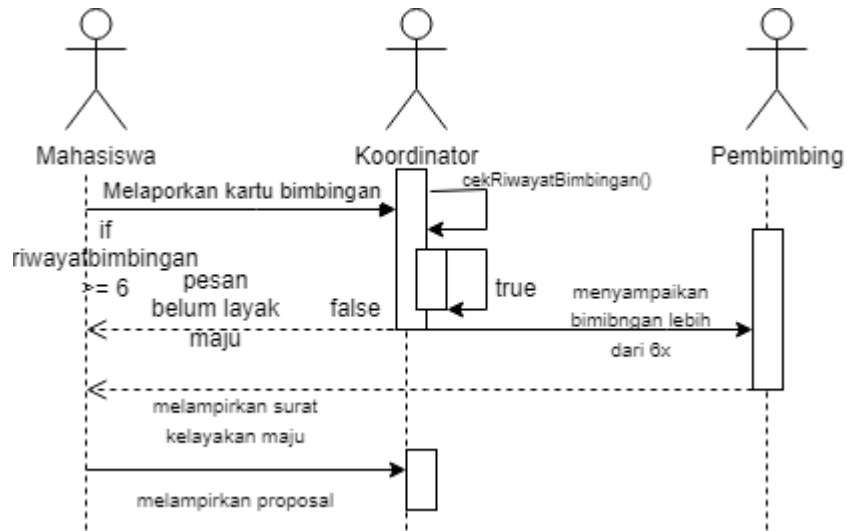 Mahasiswa
Koordinator
Pembimbing
Melaporkan kartu bimbingan
cekRiwayatBimbingan()
if
riwayatbimbingan
>= 6
pesan
belum layak
maju
false
true
menyampaikan
bimibngan lebih
dari 6x
melampirkan surat
kelayakan maju
melampirkan proposal